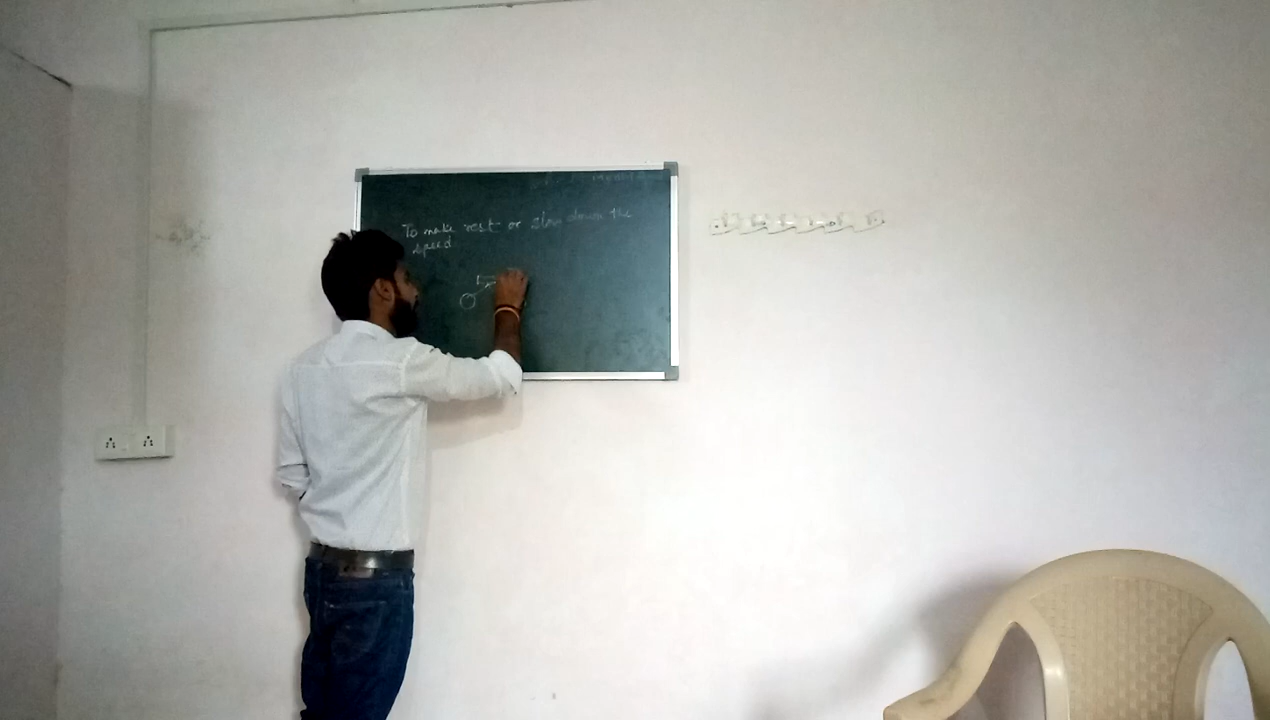 To make rest or slow down the
speed